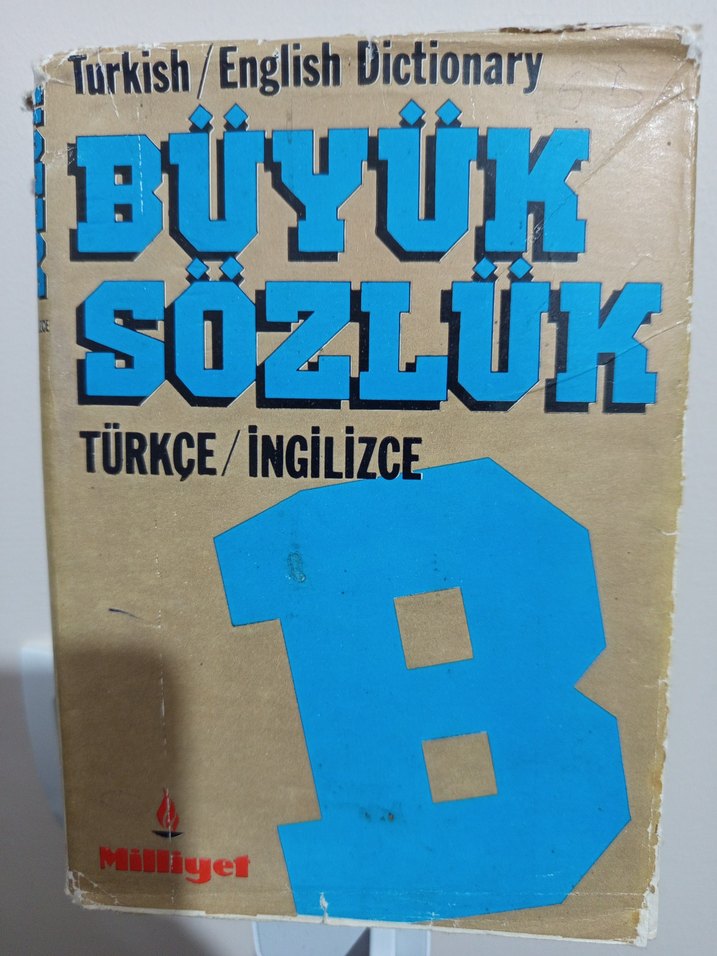 Turkish / English Dictionary
BÜYÜK
SÖZLÜK
TÜRKÇE / İNGİLİZCE
B
Milliyet